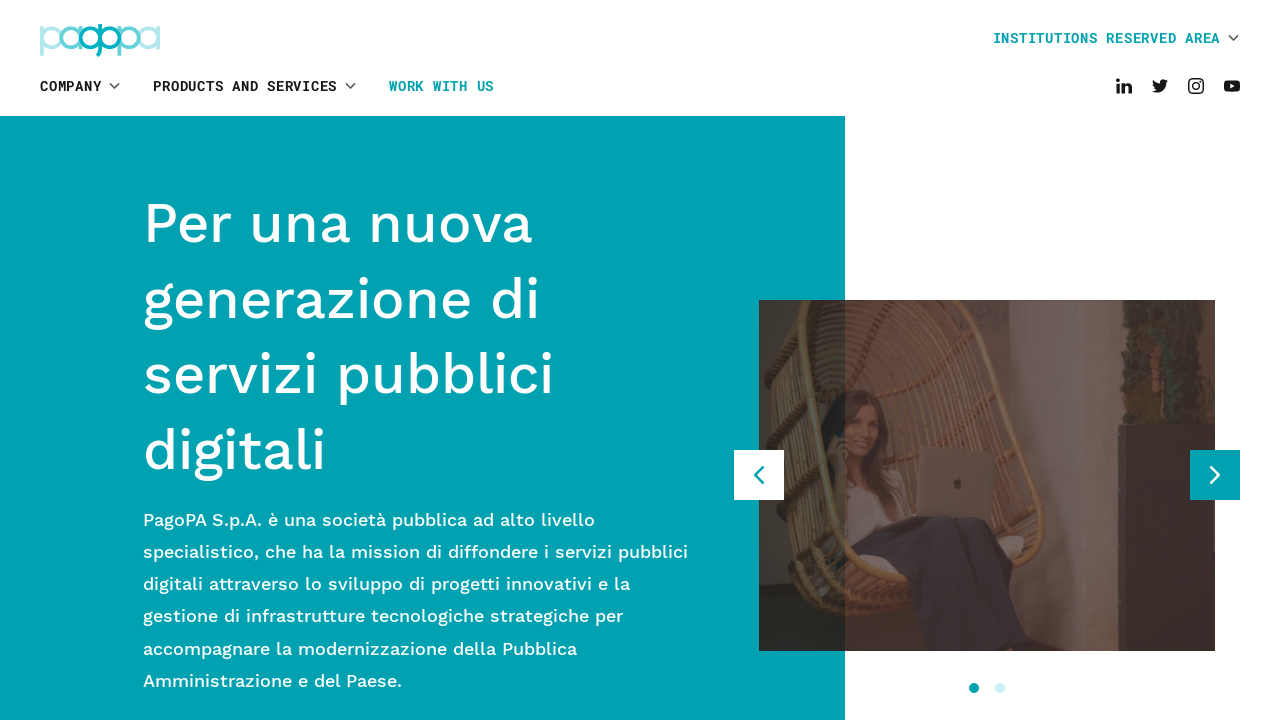 pagopa
INSTITUTIONS RESERVED AREA
COMPANY
PRODUCTS AND SERVICES
WORK WITH US
Per una nuova
generazione di
servizi pubblici
digitali
PagoPA S.p.A. è una società pubblica ad alto livello
specialistico, che ha la mission di diffondere i servizi pubblici
digitali attraverso lo sviluppo di progetti innovativi e la
gestione di infrastrutture tecnologiche strategiche per
accompagnare la modernizzazione della Pubblica
Amministrazione e del Paese.